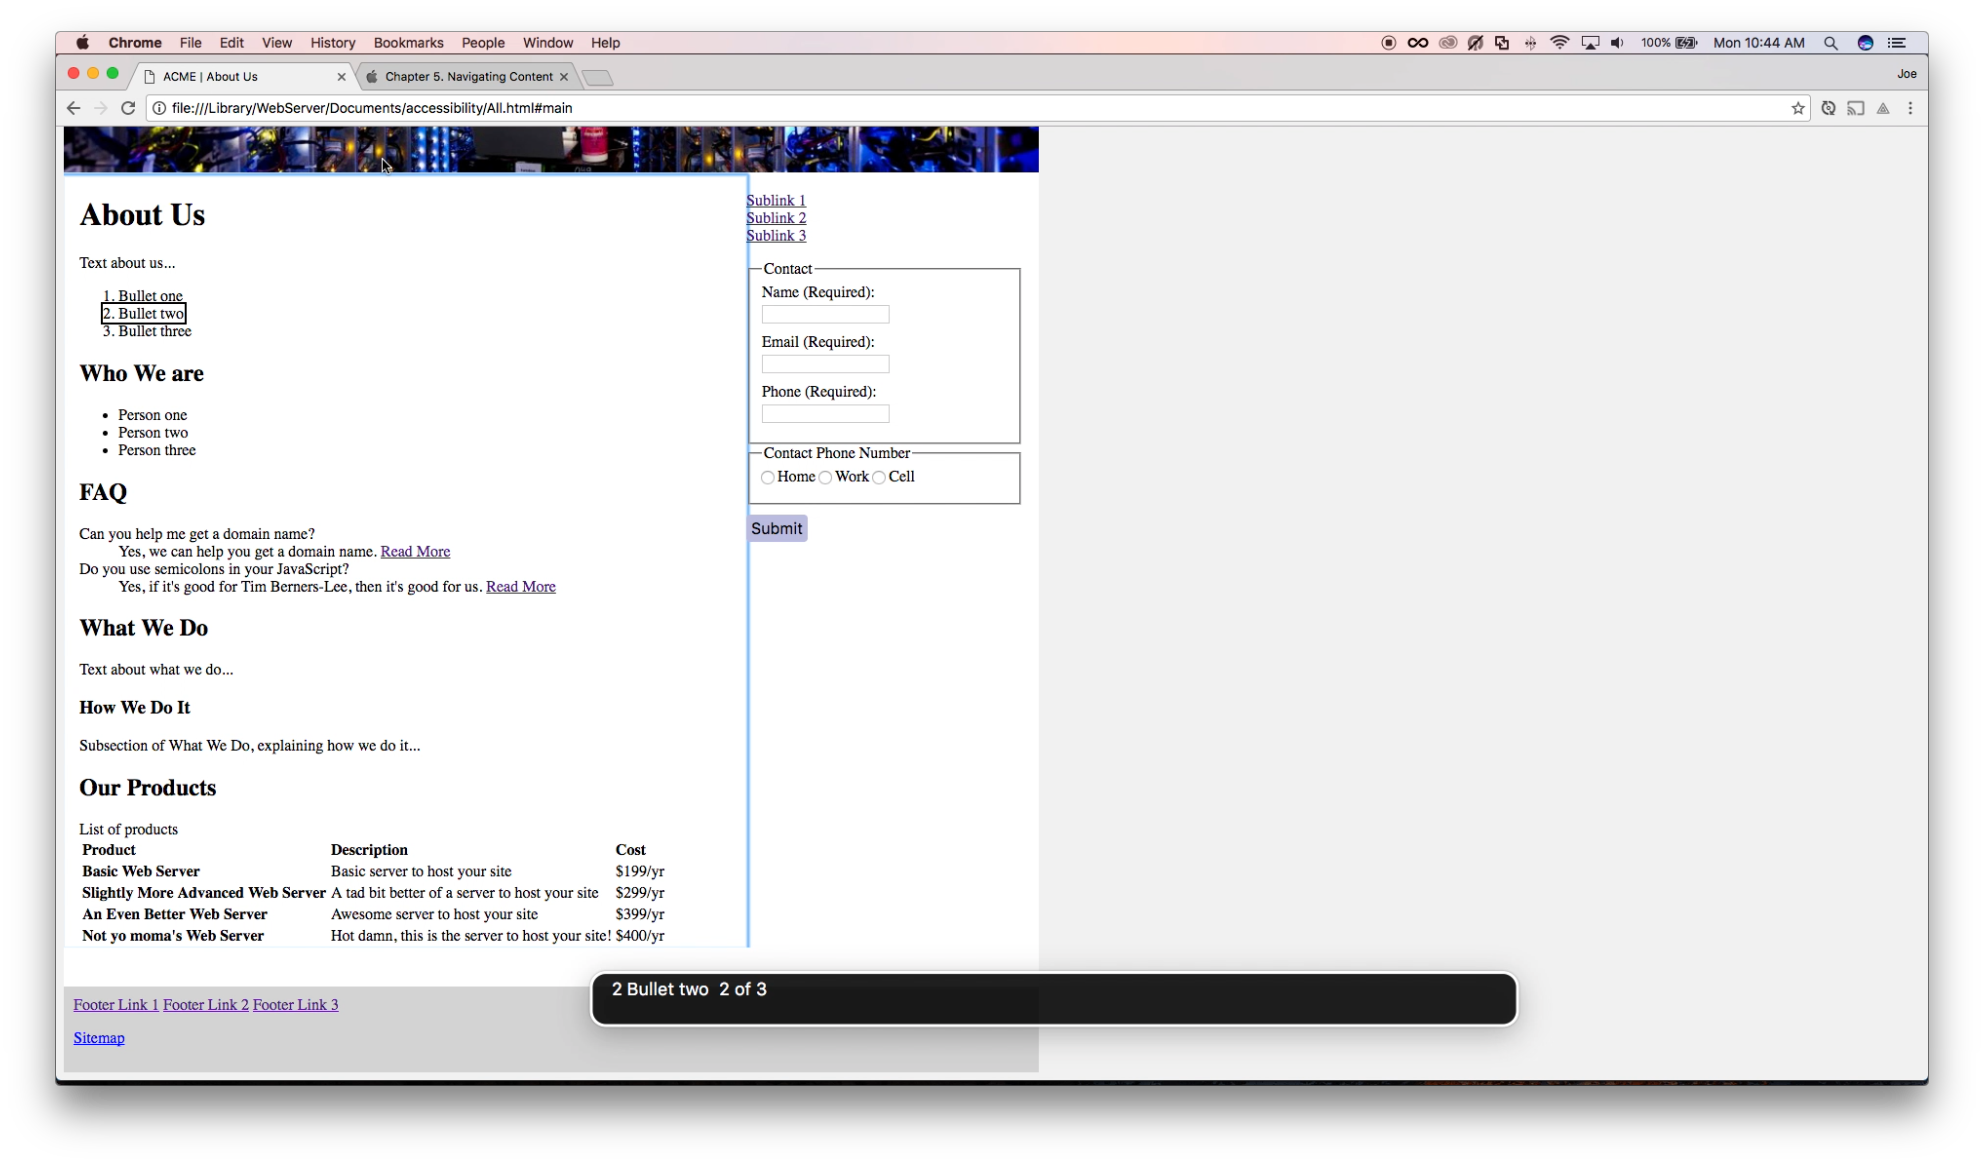 Chrome File Edit View History Bookmarks People Window Help 100% Mon 10:44 AM
ACME | About Us
Chapter 5. Navigating Content
Joe
file:///Library/WebServer/Documents/accessibility/All.html#main
About Us
Text about us...
1. Bullet one
2. Bullet two
3. Bullet three
Who We are
• Person one
• Person two
• Person three
FAQ
Can you help me get a domain name?
Yes, we can help you get a domain name. Read More
Do you use semicolons in your JavaScript?
Yes, if it's good for Tim Berners-Lee, then it's good for us. Read More
What We Do
Text about what we do...
How We Do It
Subsection of What We Do, explaining how we do it...
Our Products
List of products
Product Description Cost
Basic Web Server Basic server to host your site $199/yr
Slightly More Advanced Web Server A tad bit better of a server to host your site $299/yr
An Even Better Web Server Awesome server to host your site $399/yr
Not yo moma's Web Server Hot damn, this is the server to host your site! $400/yr
Sublink 1
Sublink 2
Sublink 3
Contact
Name (Required):
Email (Required):
Phone (Required):
Contact Phone Number
Home Work Cell
Submit
Footer Link 1 Footer Link 2 Footer Link 3
Sitemap
2 Bullet two 2 of 3